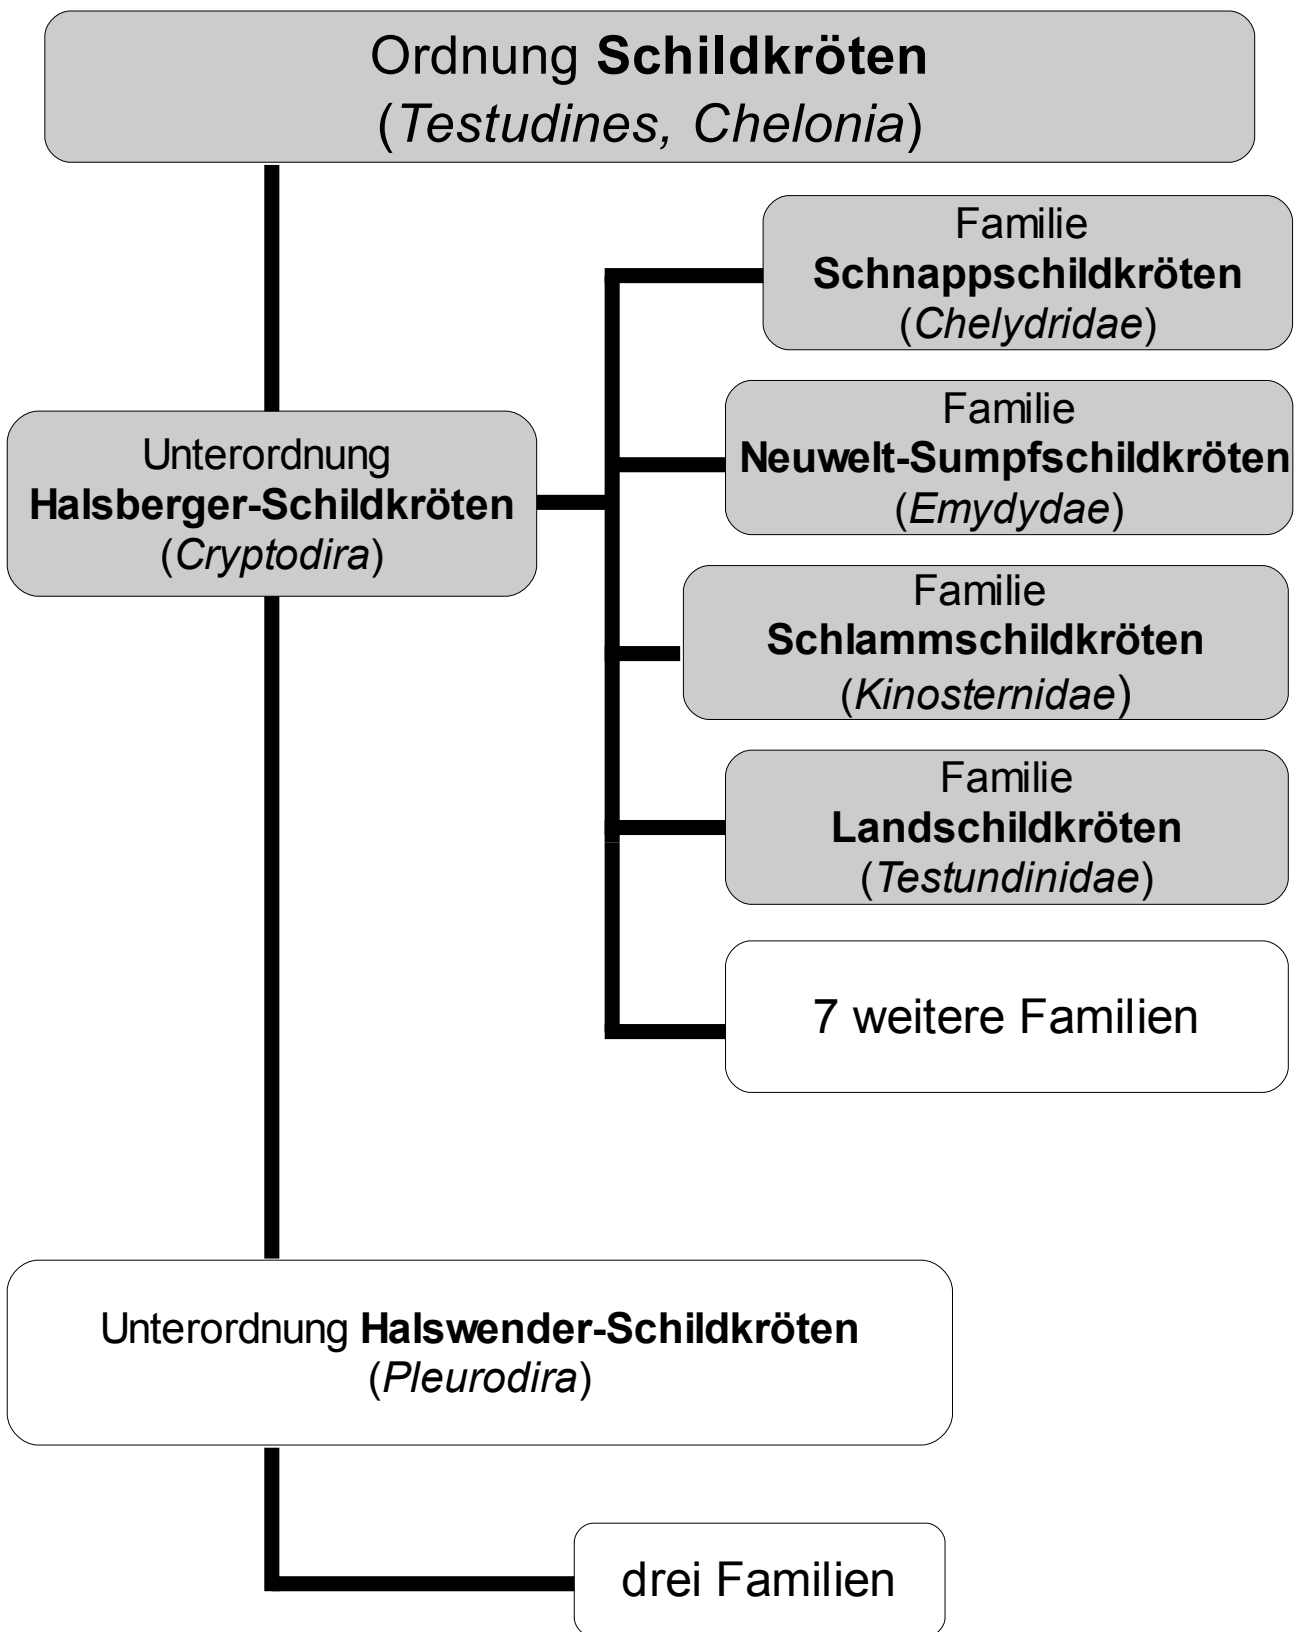 Ordnung Schildkröten
(Testudines, Chelonia)
Familie
Schnappschildkröten
(Chelydridae)
Familie
Neuwelt-Sumpfschildkröten
(Emydydae)
Unterordnung
Halsberger-Schildkröten
(Cryptodira)
Familie
Schlammschildkröten
(Kinosternidae)
Familie
Landschildkröten
(Testundinidae)
7 weitere Familien
Unterordnung Halswender-Schildkröten
(Pleurodira)
drei Familien